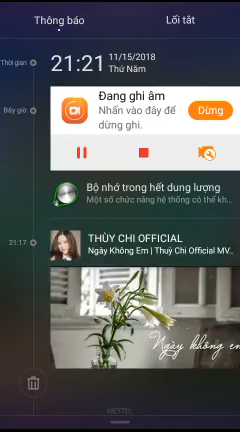 Thông báo
Lối tắt
Thời gian
21:21
11/15/2018
Thứ Năm
Bây giờ
Đang ghi âm
Nhấn vào đây để
dừng ghi.
Dừng
Bộ nhớ trong hết dung lượng
Một số chức năng hệ thống có thể kh...
21:17
THÙY CHI OFFICIAL
Ngày Không Em | Thuỳ Chi Official MV..
Ngày không em
VIETTEL